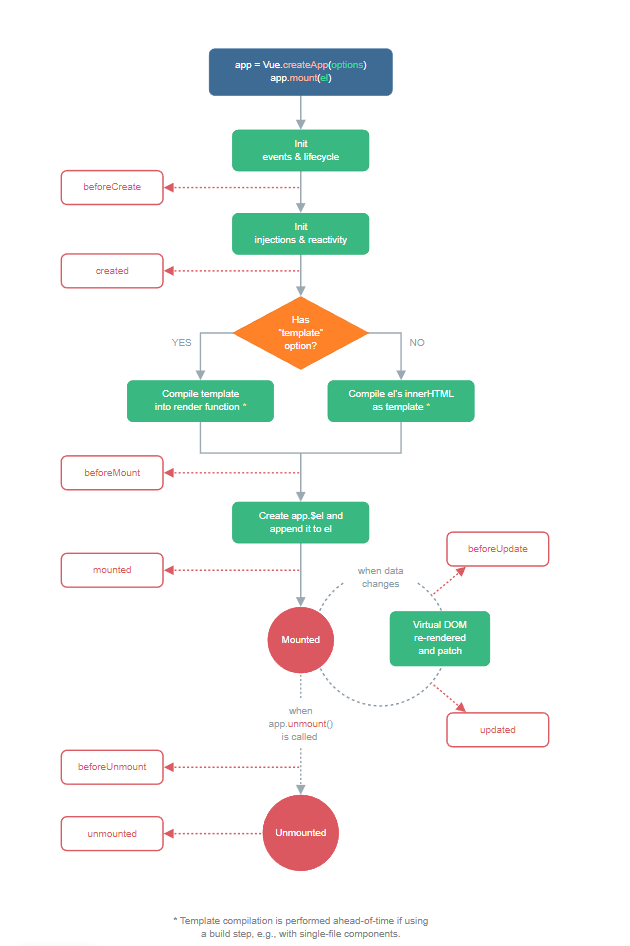 app = Vue.createApp(options)
app.mount(el)
Init
events & lifecycle
beforeCreate
Init
injections & reactivity
created
Has
"template"
option?
YES
NO
Compile template
into render function *
Compile el's innerHTML
as template *
beforeMount
Create app.$el and
append it to el
mounted
beforeUpdate
when data
changes
Mounted
Virtual DOM
re-rendered
and patch
updated
when
app.unmount()
is called
beforeUnmount
unmounted
Unmounted
* Template compilation is performed ahead-of-time if using
a build step, e.g., with single-file components.